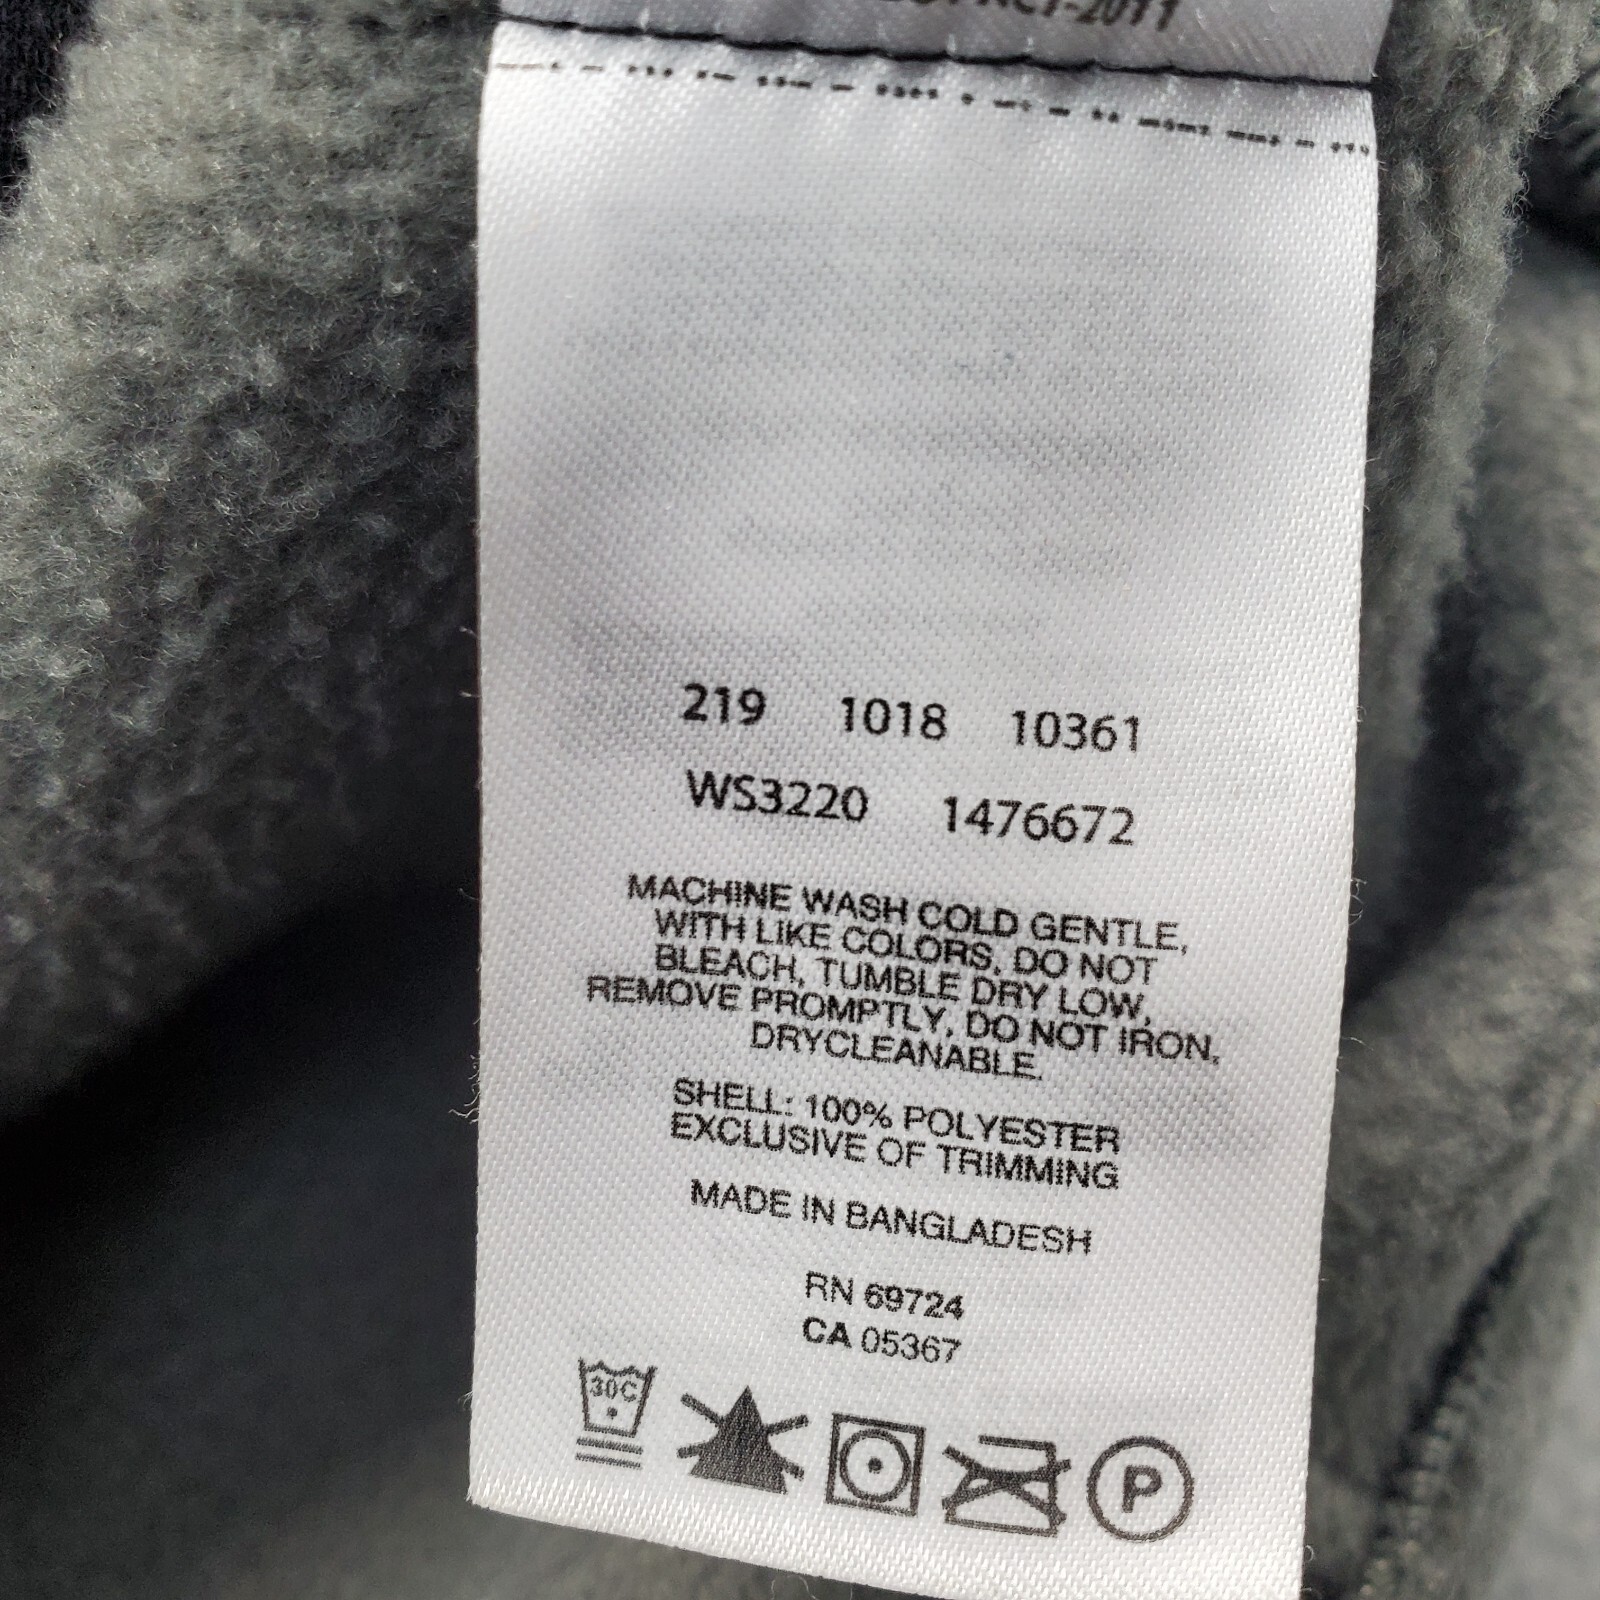 219 1018 10361
WS3220 1476672
MACHINE WASH COLD GENTLE,
WITH LIKE COLORS, DO NOT
BLEACH, TUMBLE DRY LOW,
REMOVE PROMPTLY, DO NOT IRON,
DRYCLEANABLE.
SHELL: 100% POLYESTER
EXCLUSIVE OF TRIMMING
MADE IN BANGLADESH
RN 69724
CA 05367
30C
P